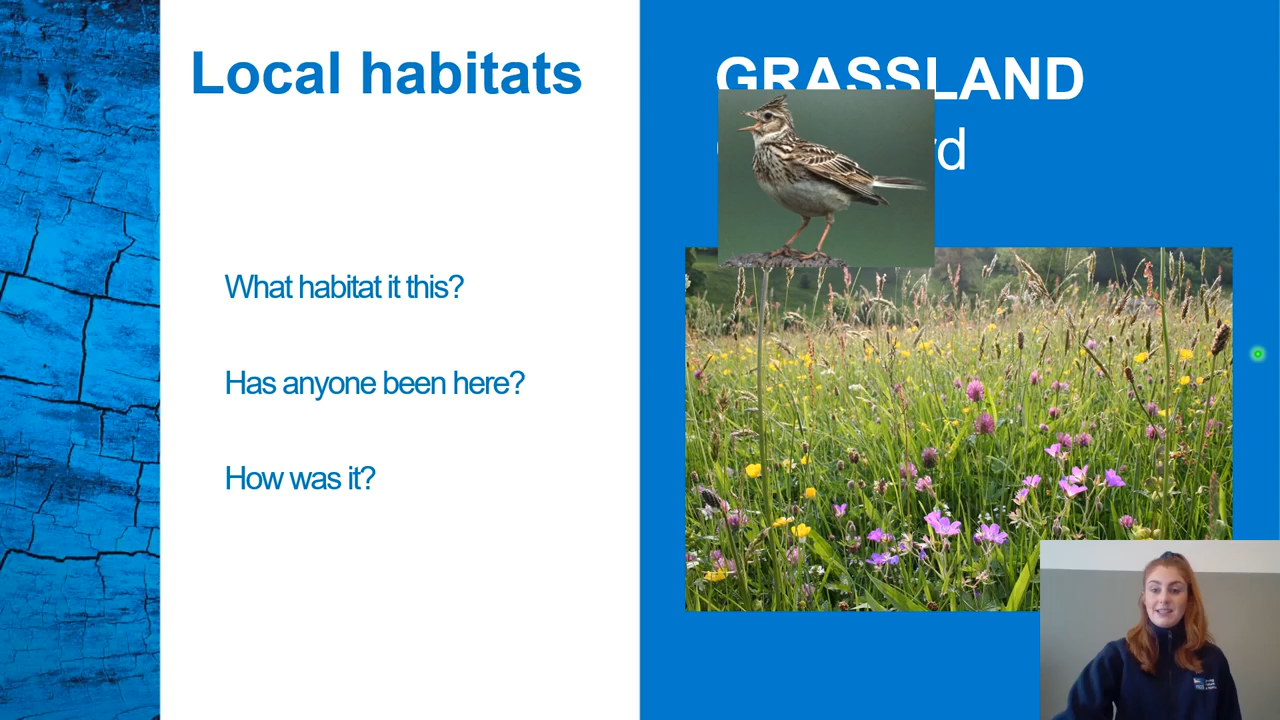 Local habitats
What habitat it this?
Has anyone been here?
How was it?
GRASSLAND